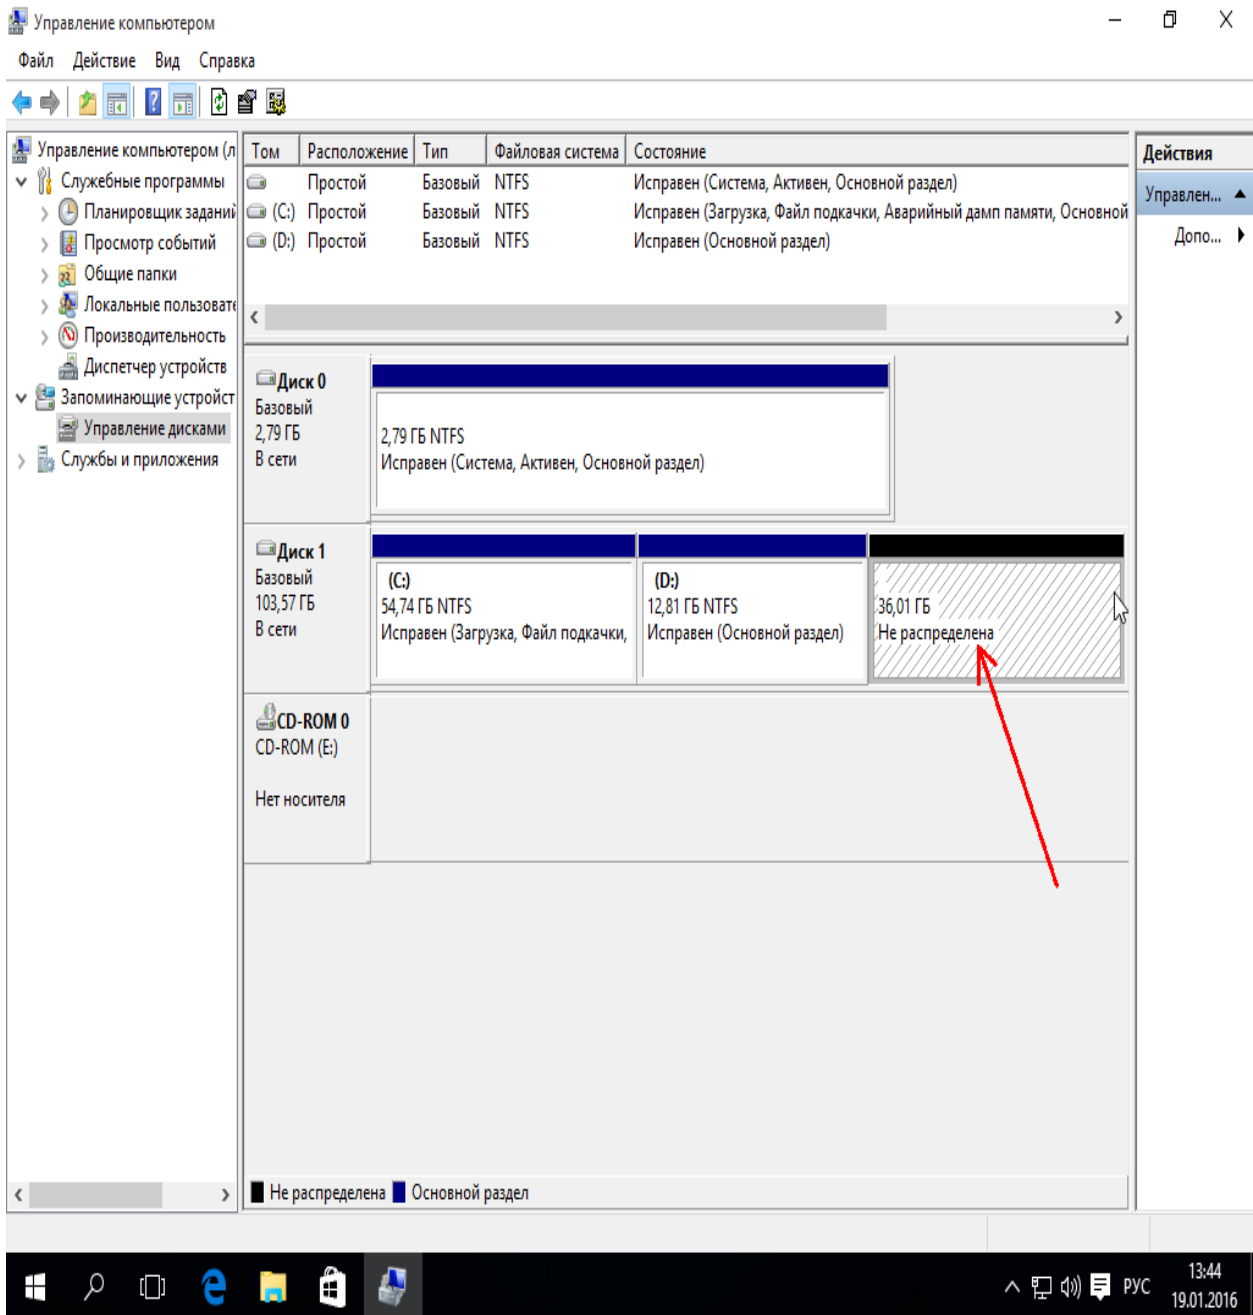 Управление компьютером
Файл Действие Вид Справка
Управление компьютером (л
Служебные программы
Планировщик заданий
Просмотр событий
Общие папки
Локальные пользовате
Производительность
Диспетчер устройств
Запоминающие устройст
Управление дисками
Службы и приложения
Том Расположение Тип Файловая система Состояние
Простой Базовый NTFS Исправен (Система, Активен, Основной раздел)
(C:) Простой Базовый NTFS Исправен (Загрузка, Файл подкачки, Аварийный дамп памяти, Основной
(D:) Простой Базовый NTFS Исправен (Основной раздел)
Диск 0
Базовый
2,79 ГБ
В сети
2,79 ГБ NTFS
Исправен (Система, Активен, Основной раздел)
Диск 1
Базовый
103,57 ГБ
В сети
(C:)
54,74 ГБ NTFS
Исправен (Загрузка, Файл подкачки,
(D:)
12,81 ГБ NTFS
Исправен (Основной раздел)
36,01 ГБ
Не распределена
CD-ROM 0
CD-ROM (E:)
Нет носителя
Не распределена Основной раздел
Действия
Управлен...
Допо...
РУС
13:44
19.01.2016